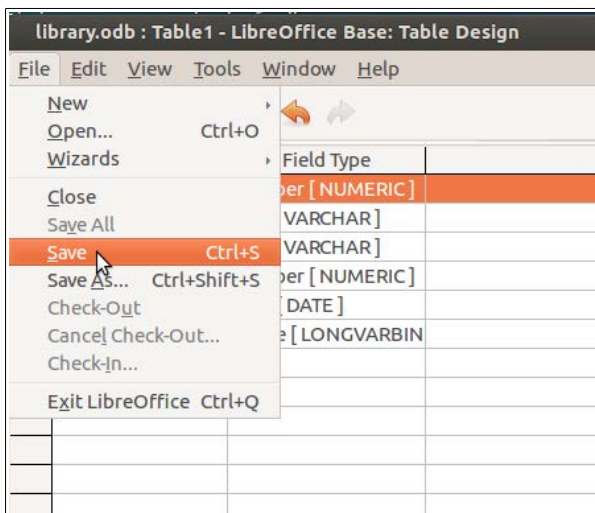 library.odb : Table1 - LibreOffice Base: Table Design
File Edit View Tools Window Help
New
Open... Ctrl+O
Wizards
Field Type
Close
ber [ NUMERIC ]
Save All
VARCHAR ]
Save Ctrl+S
VARCHAR ]
Save As... Ctrl+Shift+S
ber [ NUMERIC ]
Check-Out
[ DATE ]
Cancel Check-Out...
e [ LONGVARBIN
Check-In...
Exit LibreOffice Ctrl+Q